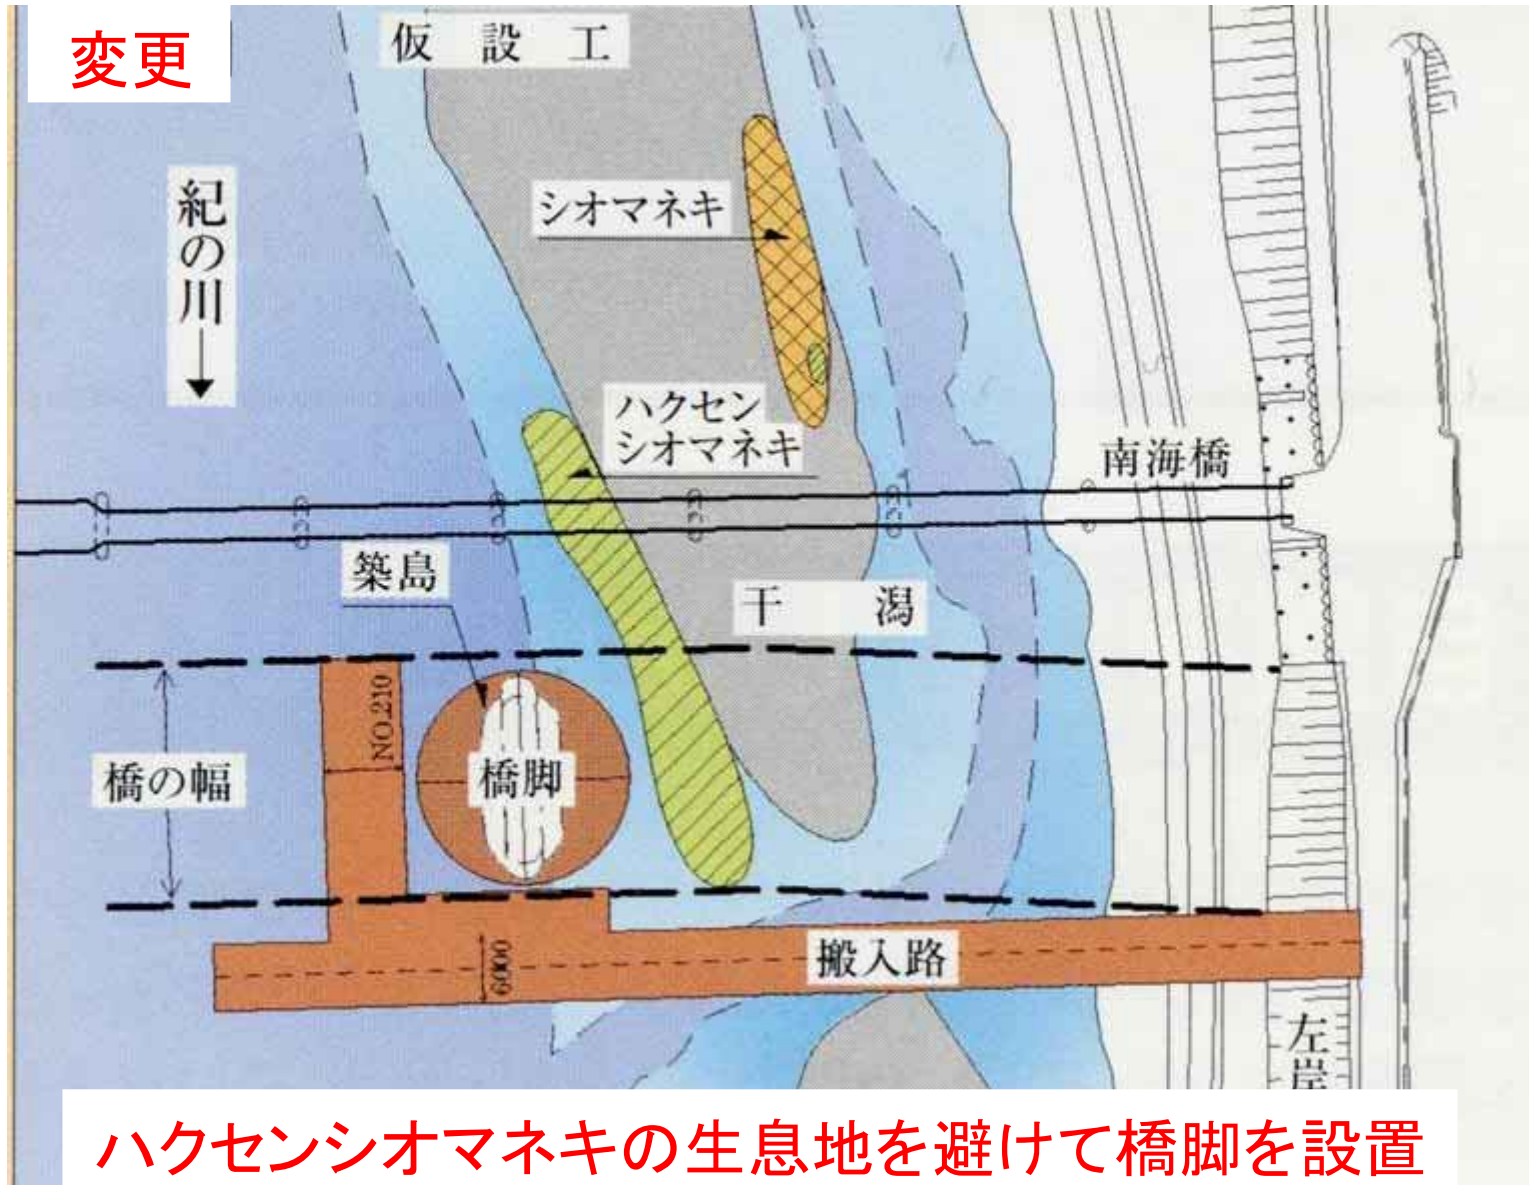 変更
仮設工
紀の川
シオマネキ
ハクセン
シオマネキ
南海橋
築島
干潟
NO.210
橋の幅
橋脚
搬入路
6000
左岸
ハクセンシオマネキの生息地を避けて橋脚を設置